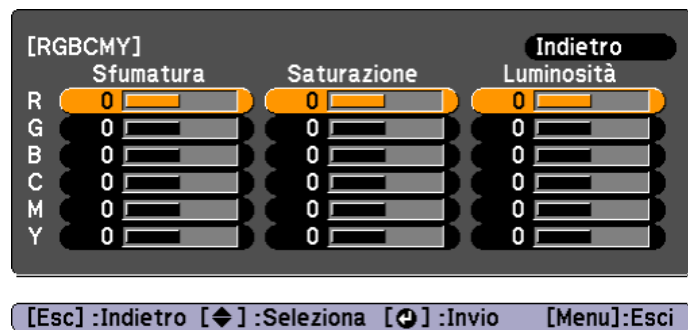 [RGBCMY] Indietro
Sfumatura Saturazione Luminosità
R 0 0 0
G 0 0 0
B 0 0 0
C 0 0 0
M 0 0 0
Y 0 0 0
[Esc] :Indietro [◆] :Seleziona [↵] :Invio [Menu]:Esci